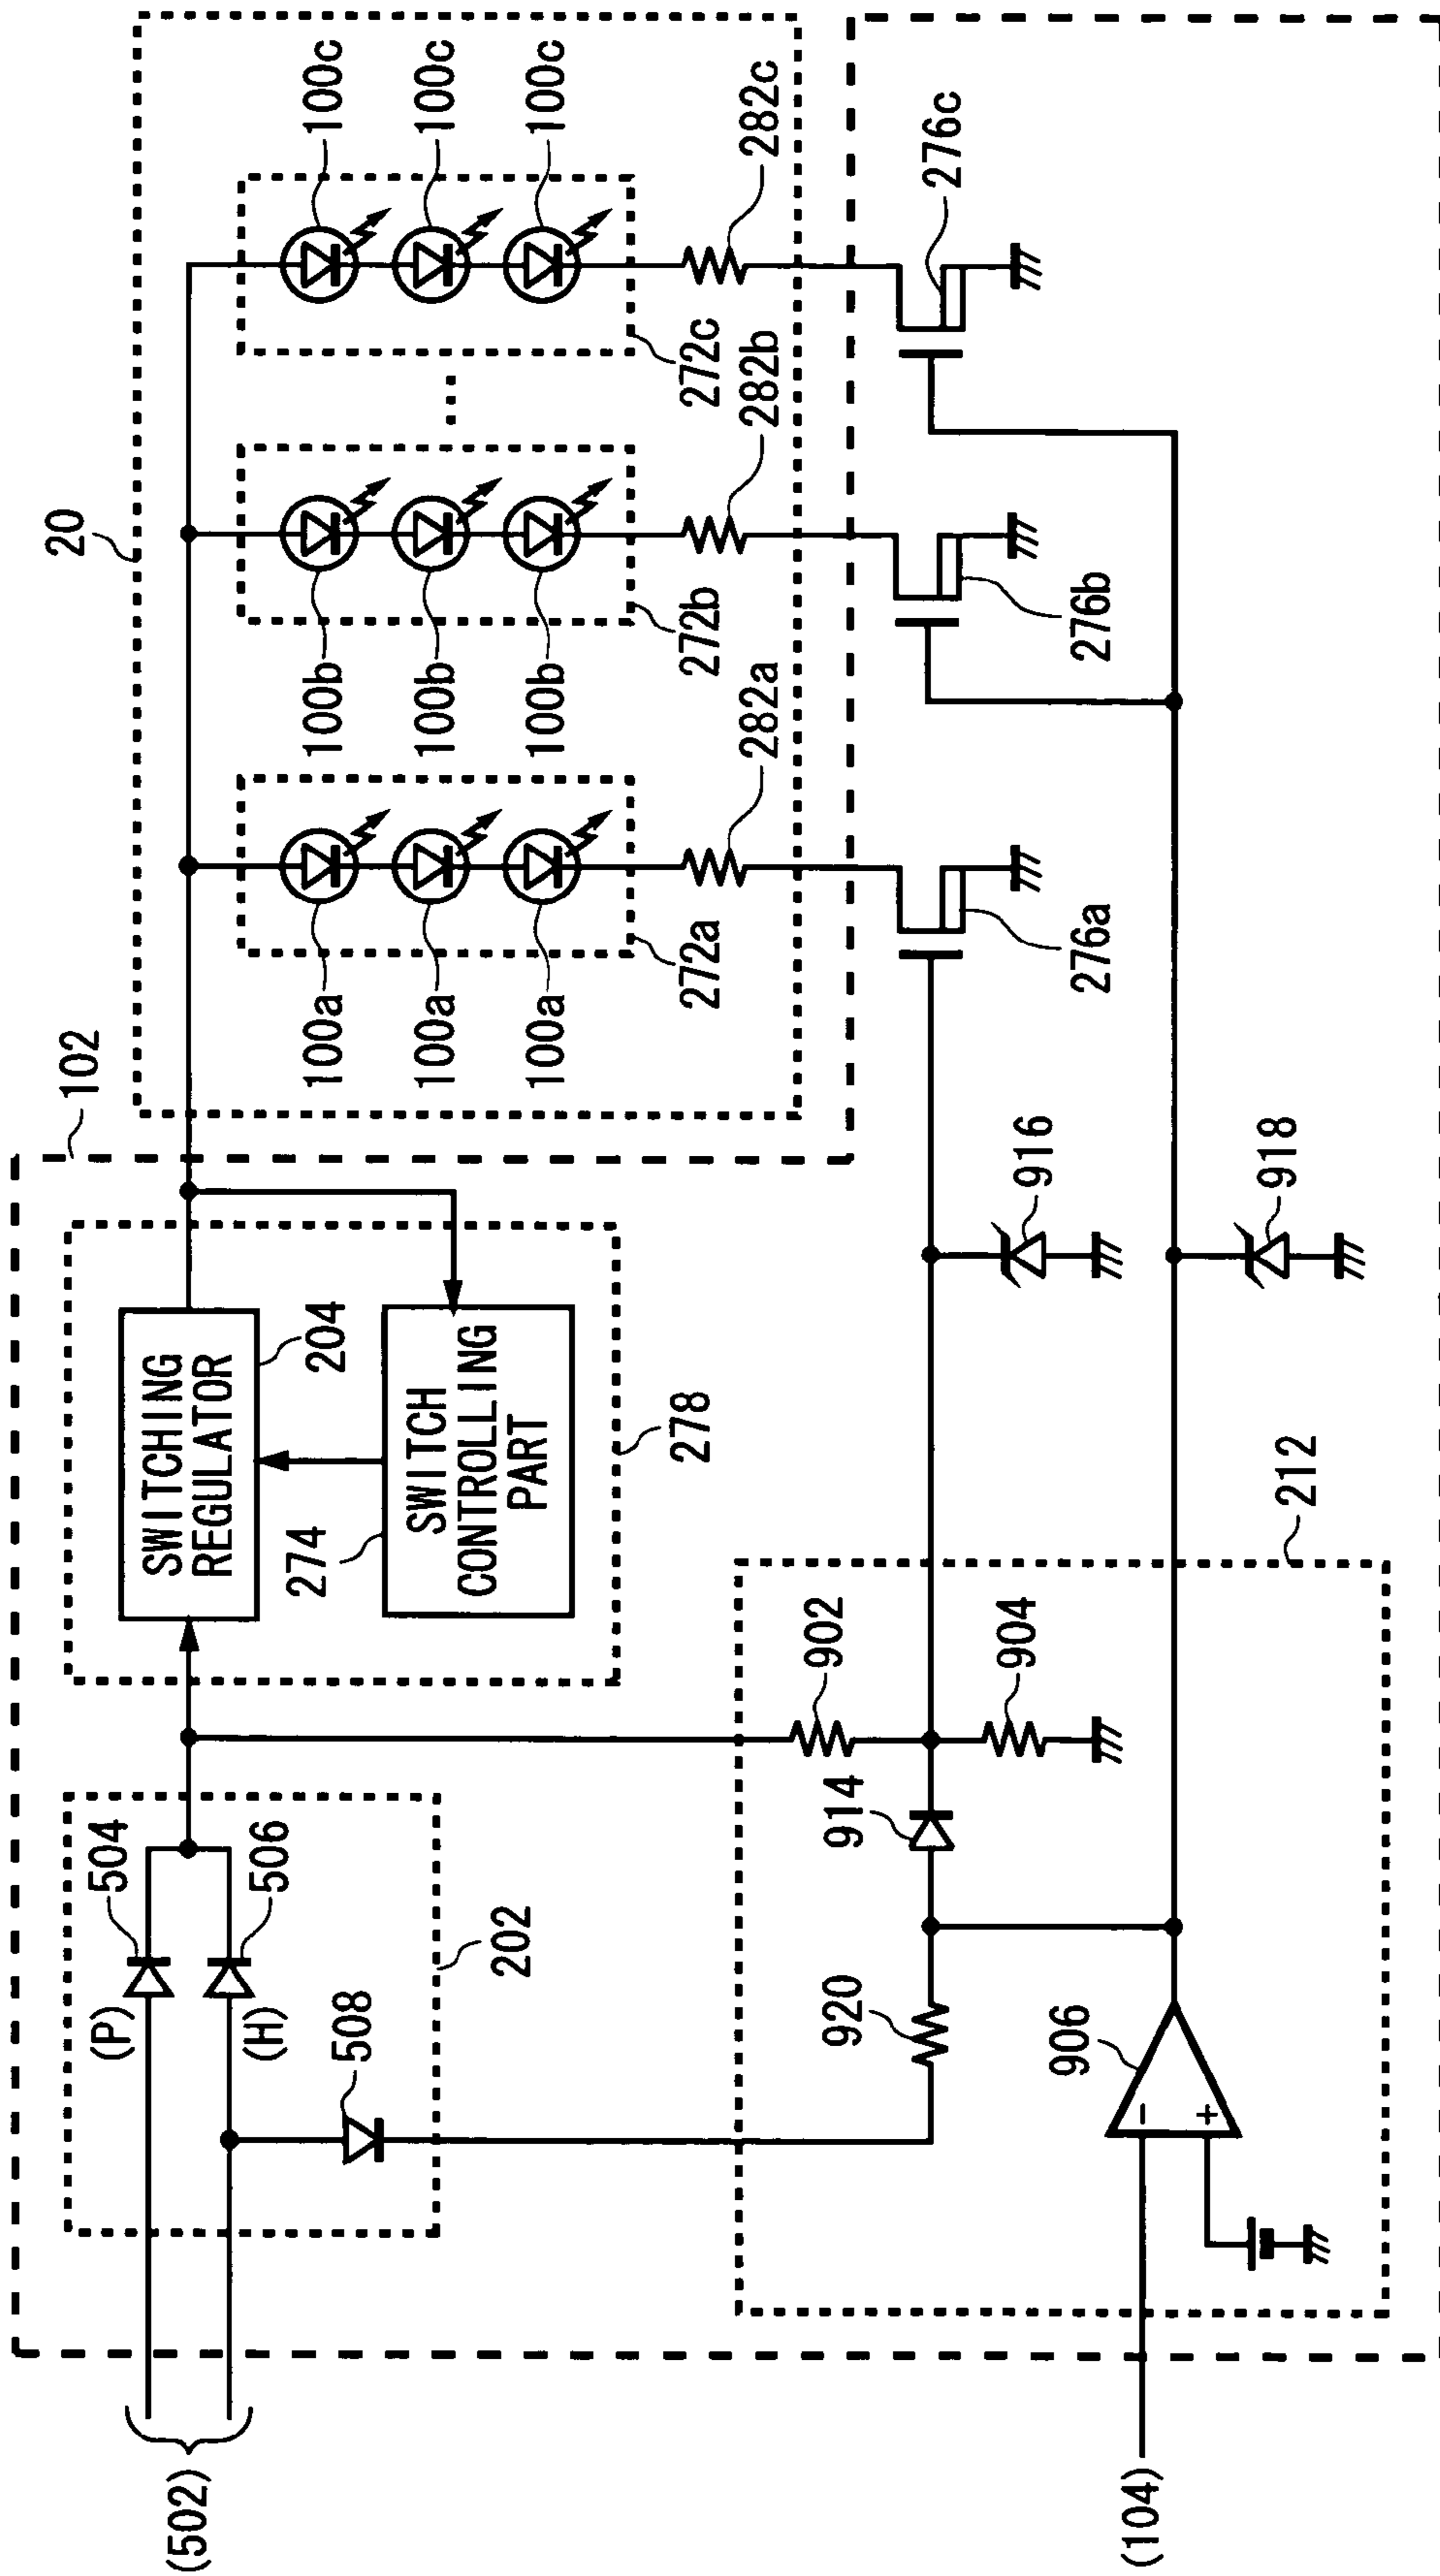 20
102
100a
100a
100a
100b
100b
100b
100c
100c
100c
272a
272b
272c
282a
282b
282c
...
276a
276b
276c
SWITCHING
REGULATOR
204
SWITCH
CONTROLLING
PART
274
278
504
(P)
506
(H)
508
202
(502)
902
904
914
920
906
−
+
916
918
212
(104)